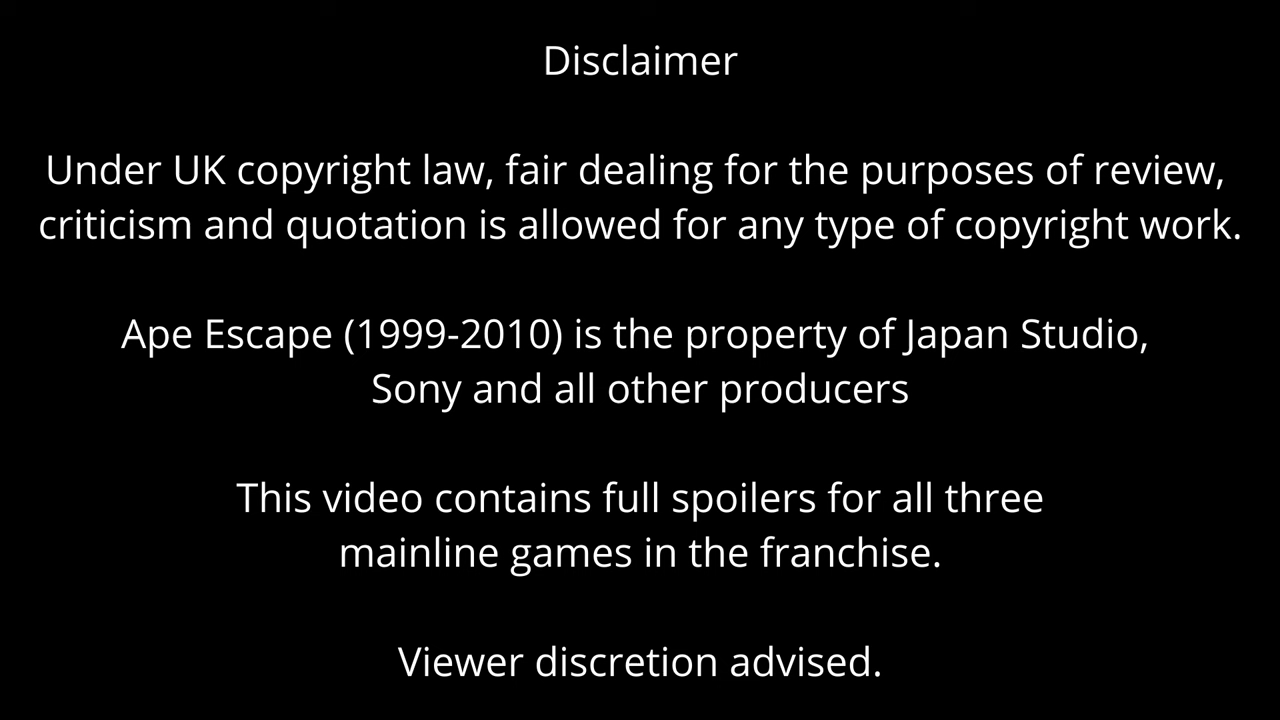 Disclaimer
Under UK copyright law, fair dealing for the purposes of review,
criticism and quotation is allowed for any type of copyright work.
Ape Escape (1999-2010) is the property of Japan Studio,
Sony and all other producers
This video contains full spoilers for all three
mainline games in the franchise.
Viewer discretion advised.